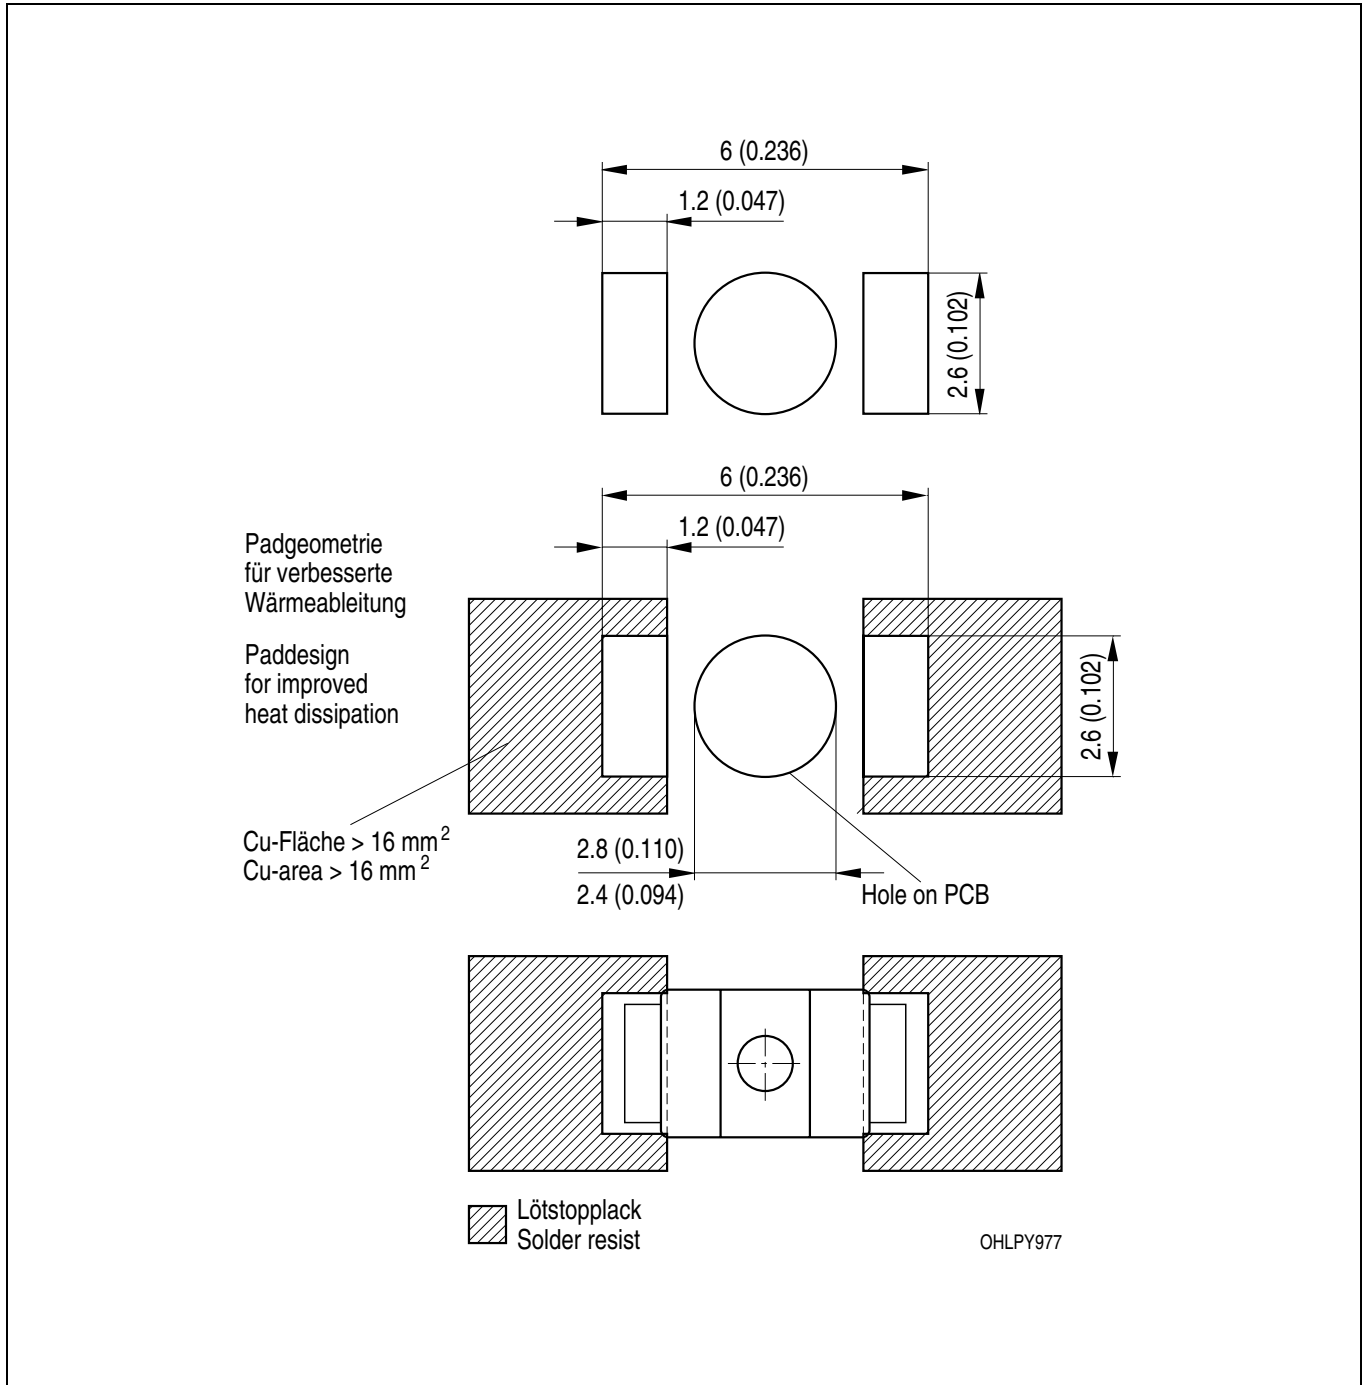 6 (0.236)
1.2 (0.047)
2.6 (0.102)
6 (0.236)
1.2 (0.047)
Padgeometrie
für verbesserte
Wärmeableitung
Paddesign
for improved
heat dissipation
2.6 (0.102)
Cu-Fläche > 16 mm²
Cu-area > 16 mm²
2.8 (0.110)
2.4 (0.094)
Hole on PCB
Lötstopplack
Solder resist
OHLPY977